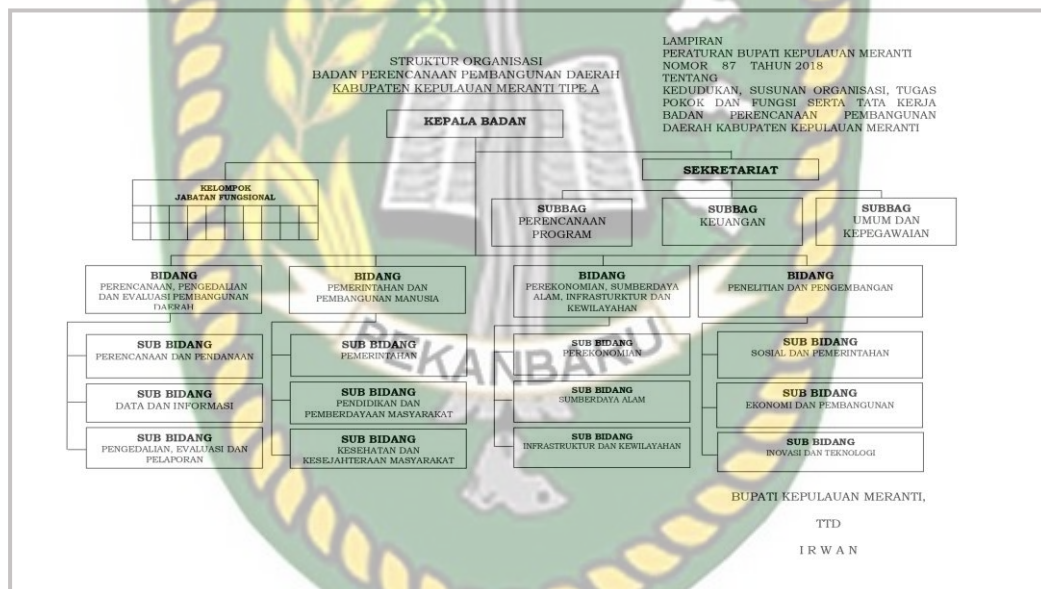 LAMPIRAN
PERATURAN BUPATI KEPULAUAN MERANTI
NOMOR 87 TAHUN 2018
TENTANG
KEDUDUKAN, SUSUNAN ORGANISASI, TUGAS
POKOK DAN FUNGSI SERTA TATA KERJA
BADAN PERENCANAAN PEMBANGUNAN
DAERAH KABUPATEN KEPULAUAN MERANTI
STRUKTUR ORGANISASI
BADAN PERENCANAAN PEMBANGUNAN DAERAH
KABUPATEN KEPULAUAN MERANTI TIPE A
KEPALA BADAN
SEKRETARIAT
KELOMPOK
JABATAN FUNGSIONAL
SUBBAG
PERENCANAAN
PROGRAM
SUBBAG
KEUANGAN
SUBBAG
UMUM DAN
KEPEGAWAIAN
BIDANG
PERENCANAAN, PENGEDALIAN
DAN EVALUASI PEMBANGUNAN
DAERAH
BIDANG
PEMERINTAHAN DAN
PEMBANGUNAN MANUSIA
BIDANG
PEREKONOMIAN, SUMBERDAYA
ALAM, INFRASTURKTUR DAN
KEWILAYAHAN
BIDANG
PENELITIAN DAN PENGEMBANGAN
SUB BIDANG
PERENCANAAN DAN PENDANAAN
SUB BIDANG
PEMERINTAHAN
SUB BIDANG
PEREKONOMIAN
SUB BIDANG
SOSIAL DAN PEMERINTAHAN
SUB BIDANG
DATA DAN INFORMASI
SUB BIDANG
PENDIDIKAN DAN
PEMBERDAYAAN MASYARAKAT
SUB BIDANG
SUMBERDAYA ALAM
SUB BIDANG
EKONOMI DAN PEMBANGUNAN
SUB BIDANG
PENGEDALIAN, EVALUASI DAN
PELAPORAN
SUB BIDANG
KESEHATAN DAN
KESEJAHTERAAN MASYARAKAT
SUB BIDANG
INFRASTRUKTUR DAN KEWILAYAHAN
SUB BIDANG
INOVASI DAN TEKNOLOGI
PEKANBARU
BUPATI KEPULAUAN MERANTI,
TTD
I R W A N